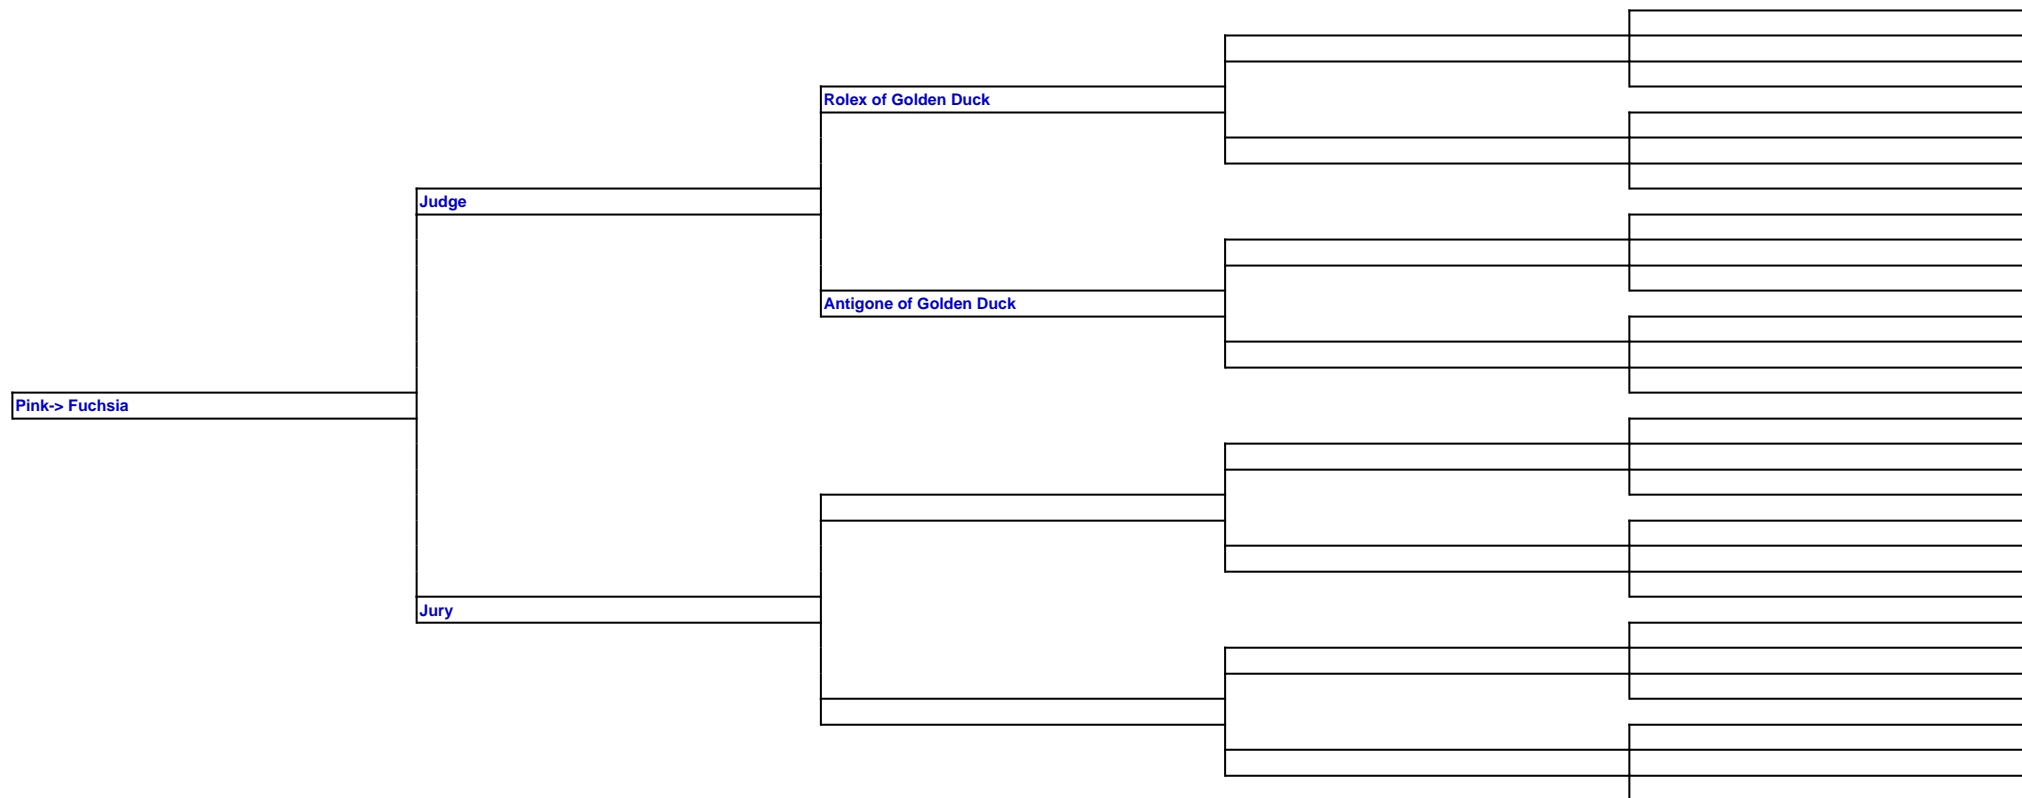 Rolex of Golden Duck
Judge
Antigone of Golden Duck
Pink-> Fuchsia
Jury